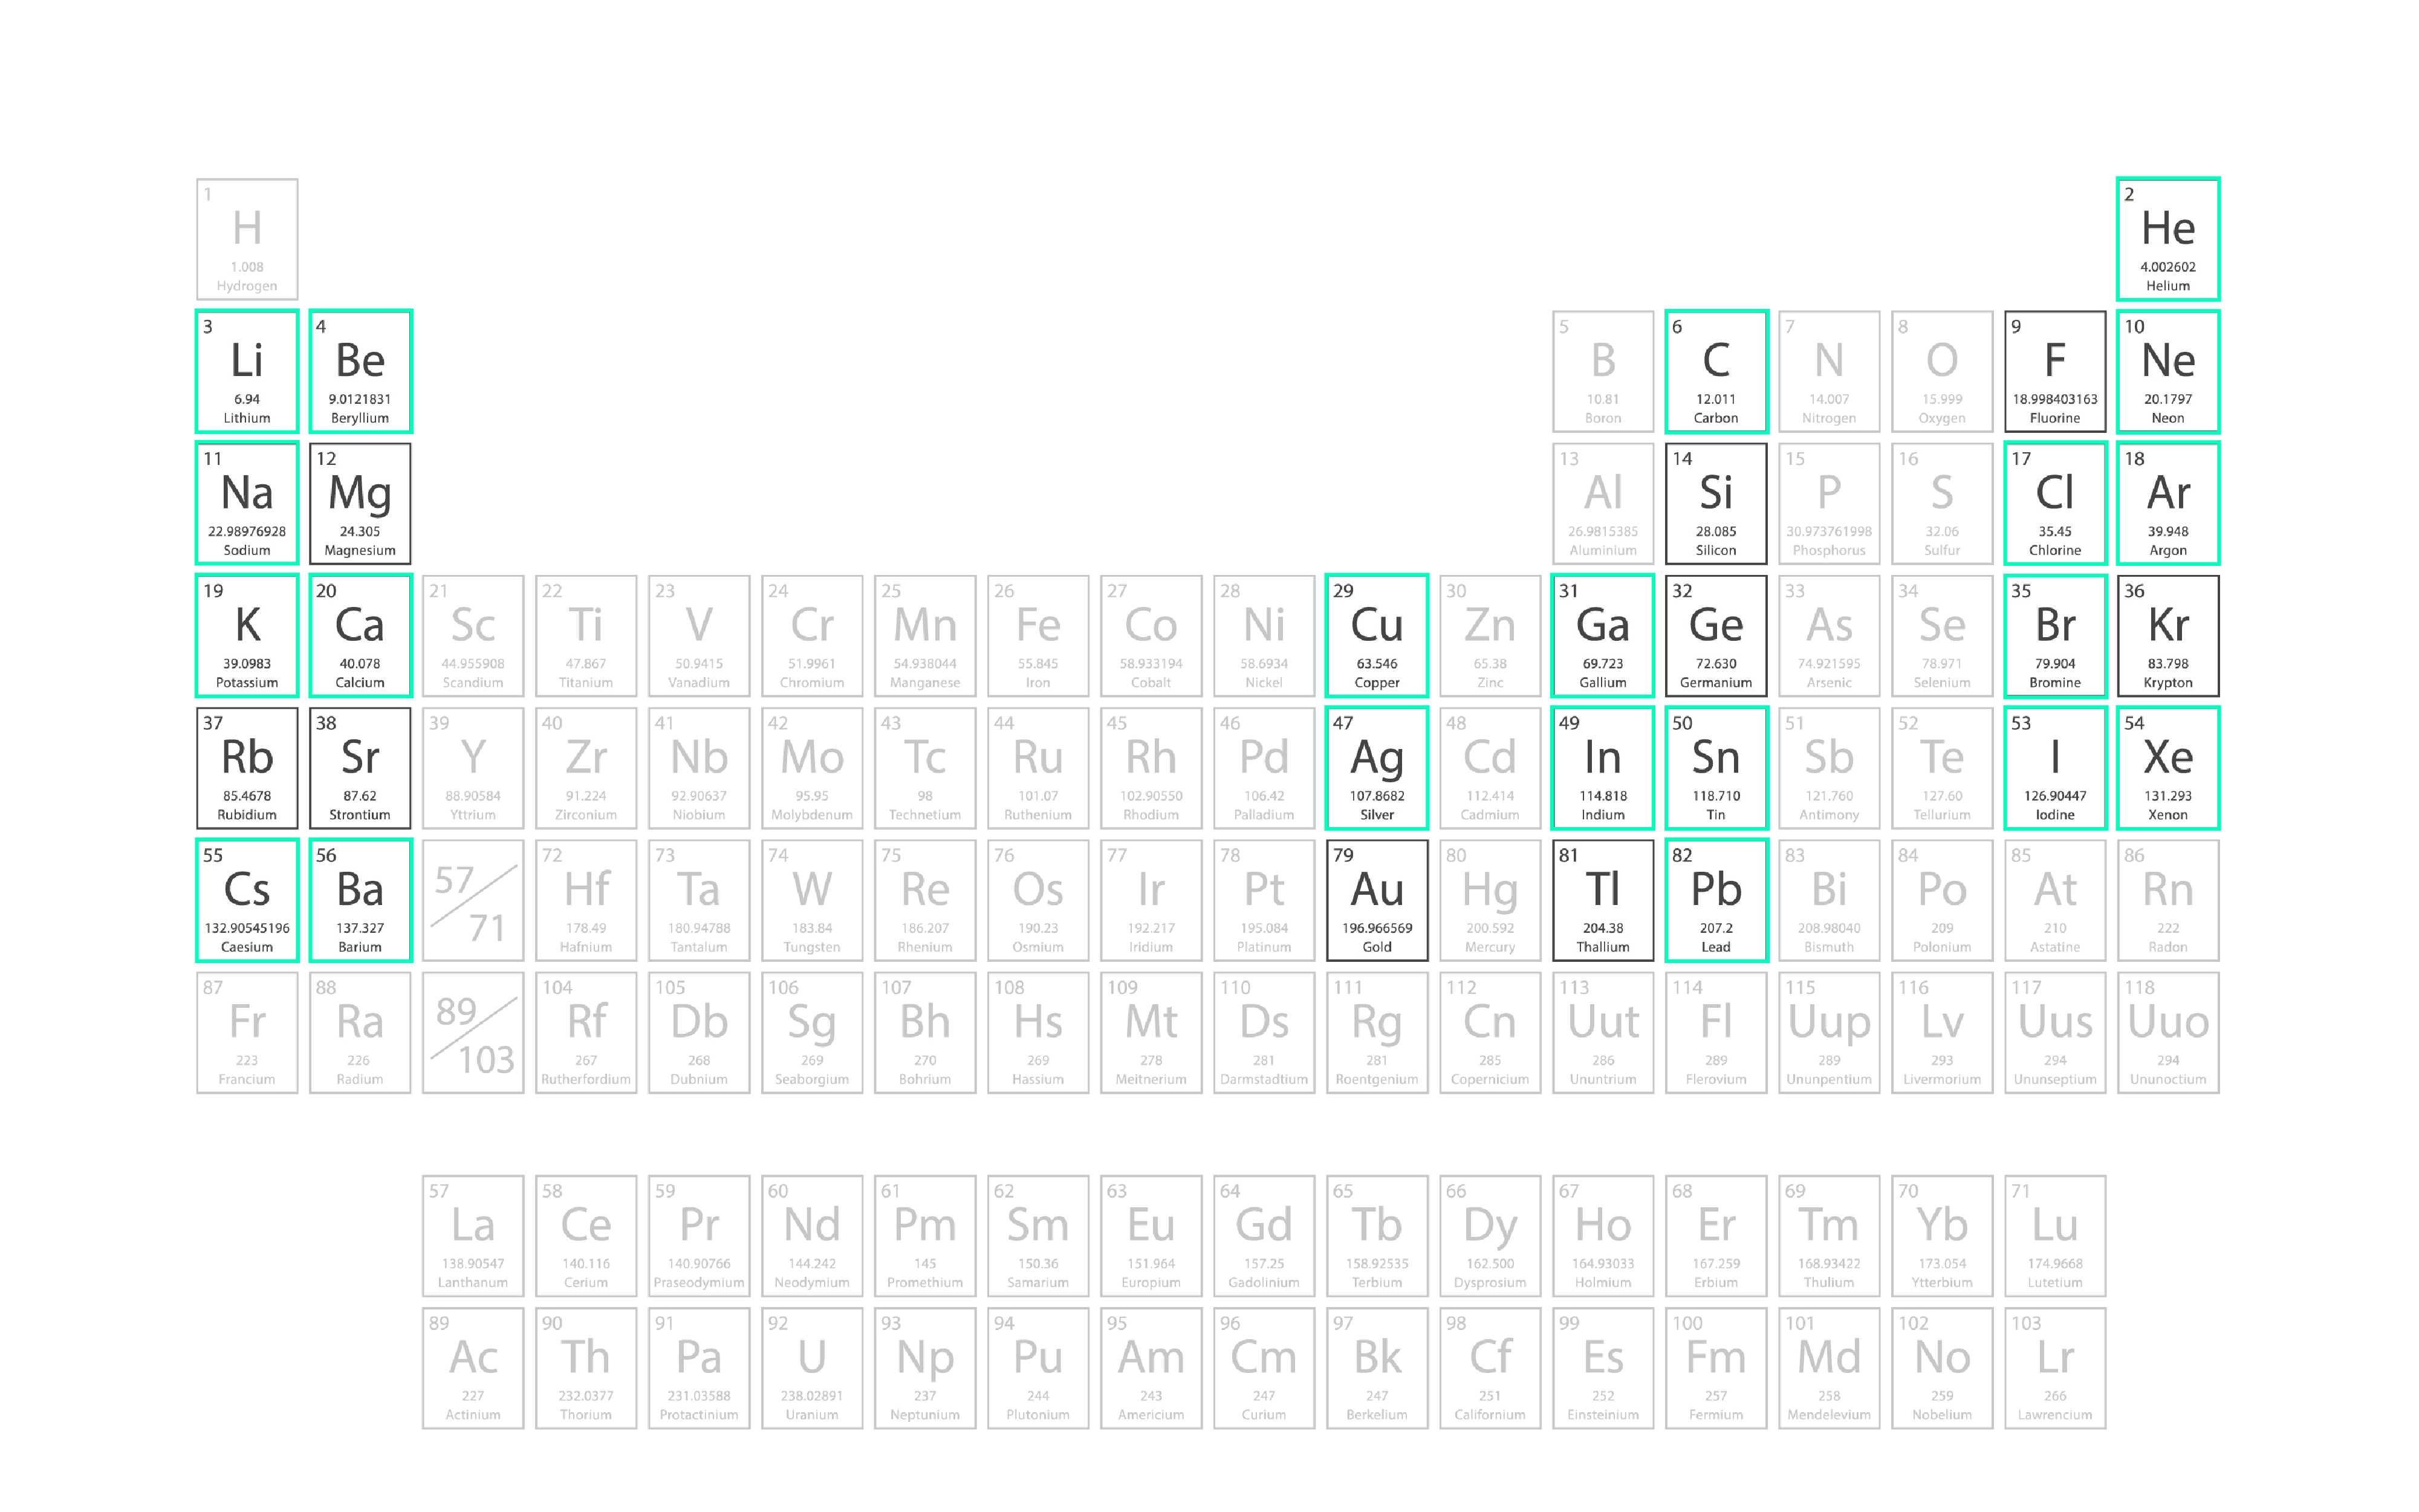 1
H
1.008
Hydrogen
2
He
4.002602
Helium
3
Li
6.94
Lithium
4
Be
9.0121831
Beryllium
5
B
10.81
Boron
6
C
12.011
Carbon
7
N
14.007
Nitrogen
8
O
15.999
Oxygen
9
F
18.998403163
Fluorine
10
Ne
20.1797
Neon
11
Na
22.98976928
Sodium
12
Mg
24.305
Magnesium
13
Al
26.9815385
Aluminium
14
Si
28.085
Silicon
15
P
30.973761998
Phosphorus
16
S
32.06
Sulfur
17
Cl
35.45
Chlorine
18
Ar
39.948
Argon
19
K
39.0983
Potassium
20
Ca
40.078
Calcium
21
Sc
44.955908
Scandium
22
Ti
47.867
Titanium
23
V
50.9415
Vanadium
24
Cr
51.9961
Chromium
25
Mn
54.938044
Manganese
26
Fe
55.845
Iron
27
Co
58.933194
Cobalt
28
Ni
58.6934
Nickel
29
Cu
63.546
Copper
30
Zn
65.38
Zinc
31
Ga
69.723
Gallium
32
Ge
72.630
Germanium
33
As
74.921595
Arsenic
34
Se
78.971
Selenium
35
Br
79.904
Bromine
36
Kr
83.798
Krypton
37
Rb
85.4678
Rubidium
38
Sr
87.62
Strontium
39
Y
88.90584
Yttrium
40
Zr
91.224
Zirconium
41
Nb
92.90637
Niobium
42
Mo
95.95
Molybdenum
43
Tc
98
Technetium
44
Ru
101.07
Ruthenium
45
Rh
102.90550
Rhodium
46
Pd
106.42
Palladium
47
Ag
107.8682
Silver
48
Cd
112.414
Cadmium
49
In
114.818
Indium
50
Sn
118.710
Tin
51
Sb
121.760
Antimony
52
Te
127.60
Tellurium
53
I
126.90447
Iodine
54
Xe
131.293
Xenon
55
Cs
132.90545196
Caesium
56
Ba
137.327
Barium
57
71
72
Hf
178.49
Hafnium
73
Ta
180.94788
Tantalum
74
W
183.84
Tungsten
75
Re
186.207
Rhenium
76
Os
190.23
Osmium
77
Ir
192.217
Iridium
78
Pt
195.084
Platinum
79
Au
196.966569
Gold
80
Hg
200.592
Mercury
81
Tl
204.38
Thallium
82
Pb
207.2
Lead
83
Bi
208.98040
Bismuth
84
Po
209
Polonium
85
At
210
Astatine
86
Rn
222
Radon
87
Fr
223
Francium
88
Ra
226
Radium
89
103
104
Rf
267
Rutherfordium
105
Db
268
Dubnium
106
Sg
269
Seaborgium
107
Bh
270
Bohrium
108
Hs
269
Hassium
109
Mt
278
Meitnerium
110
Ds
281
Darmstadtium
111
Rg
281
Roentgenium
112
Cn
285
Copernicium
113
Uut
286
Ununtrium
114
Fl
289
Flerovium
115
Uup
289
Ununpentium
116
Lv
293
Livermorium
117
Uus
294
Ununseptium
118
Uuo
294
Ununoctium
57
La
138.90547
Lanthanum
58
Ce
140.116
Cerium
59
Pr
140.90766
Praseodymium
60
Nd
144.242
Neodymium
61
Pm
145
Promethium
62
Sm
150.36
Samarium
63
Eu
151.964
Europium
64
Gd
157.25
Gadolinium
65
Tb
158.92535
Terbium
66
Dy
162.500
Dysprosium
67
Ho
164.93033
Holmium
68
Er
167.259
Erbium
69
Tm
168.93422
Thulium
70
Yb
173.054
Ytterbium
71
Lu
174.9668
Lutetium
89
Ac
227
Actinium
90
Th
232.0377
Thorium
91
Pa
231.03588
Protactinium
92
U
238.02891
Uranium
93
Np
237
Neptunium
94
Pu
244
Plutonium
95
Am
243
Americium
96
Cm
247
Curium
97
Bk
247
Berkelium
98
Cf
251
Californium
99
Es
252
Einsteinium
100
Fm
257
Fermium
101
Md
258
Mendelevium
102
No
259
Nobelium
103
Lr
266
Lawrencium